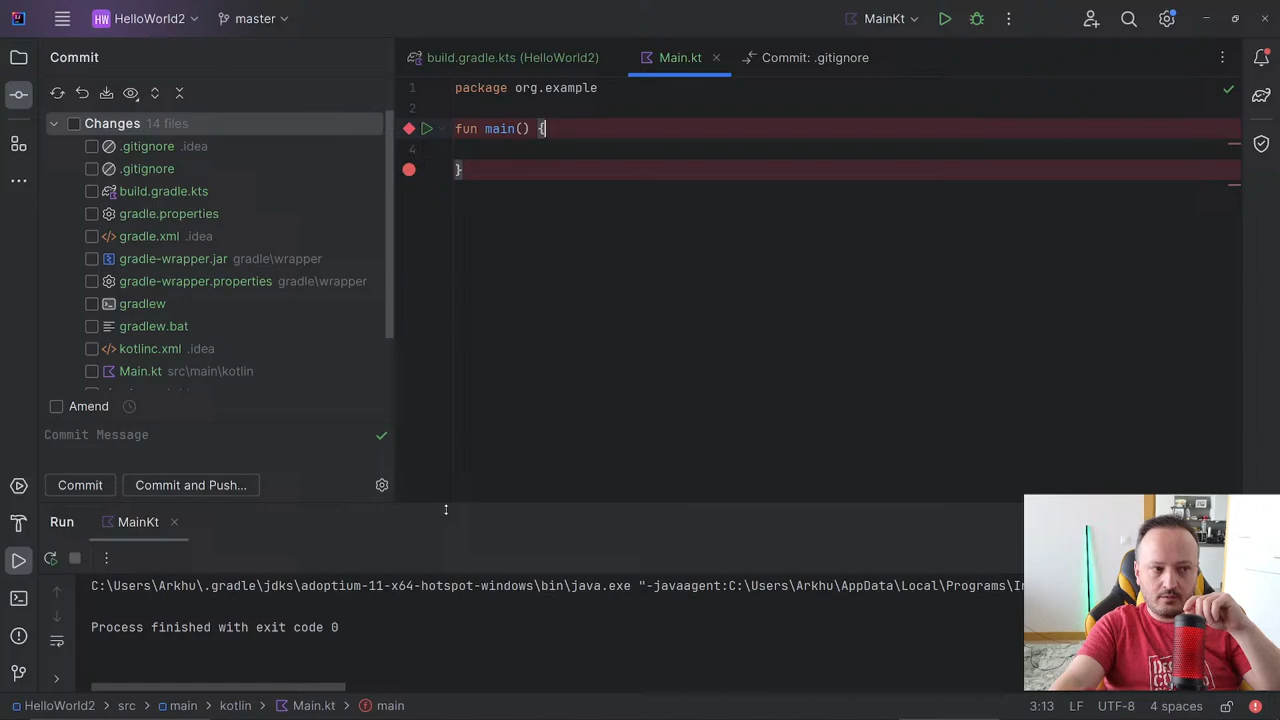 HW HelloWorld2 master MainKt
Commit build.gradle.kts (HelloWorld2) Main.kt Commit: .gitignore
Changes 14 files
.gitignore .idea
.gitignore
build.gradle.kts
gradle.properties
gradle.xml .idea
gradle-wrapper.jar gradle\wrapper
gradle-wrapper.properties gradle\wrapper
gradlew
gradlew.bat
kotlinc.xml .idea
Main.kt src\main\kotlin
Amend
Commit Message
Commit Commit and Push...
1 package org.example
2
fun main() {
4
}
Run MainKt
C:\Users\Arkhu\.gradle\jdks\adoptium-11-x64-hotspot-windows\bin\java.exe "-javaagent:C:\Users\Arkhu\AppData\Local\Programs\In
Process finished with exit code 0
HelloWorld2 src main kotlin Main.kt main 3:13 LF UTF-8 4 spaces